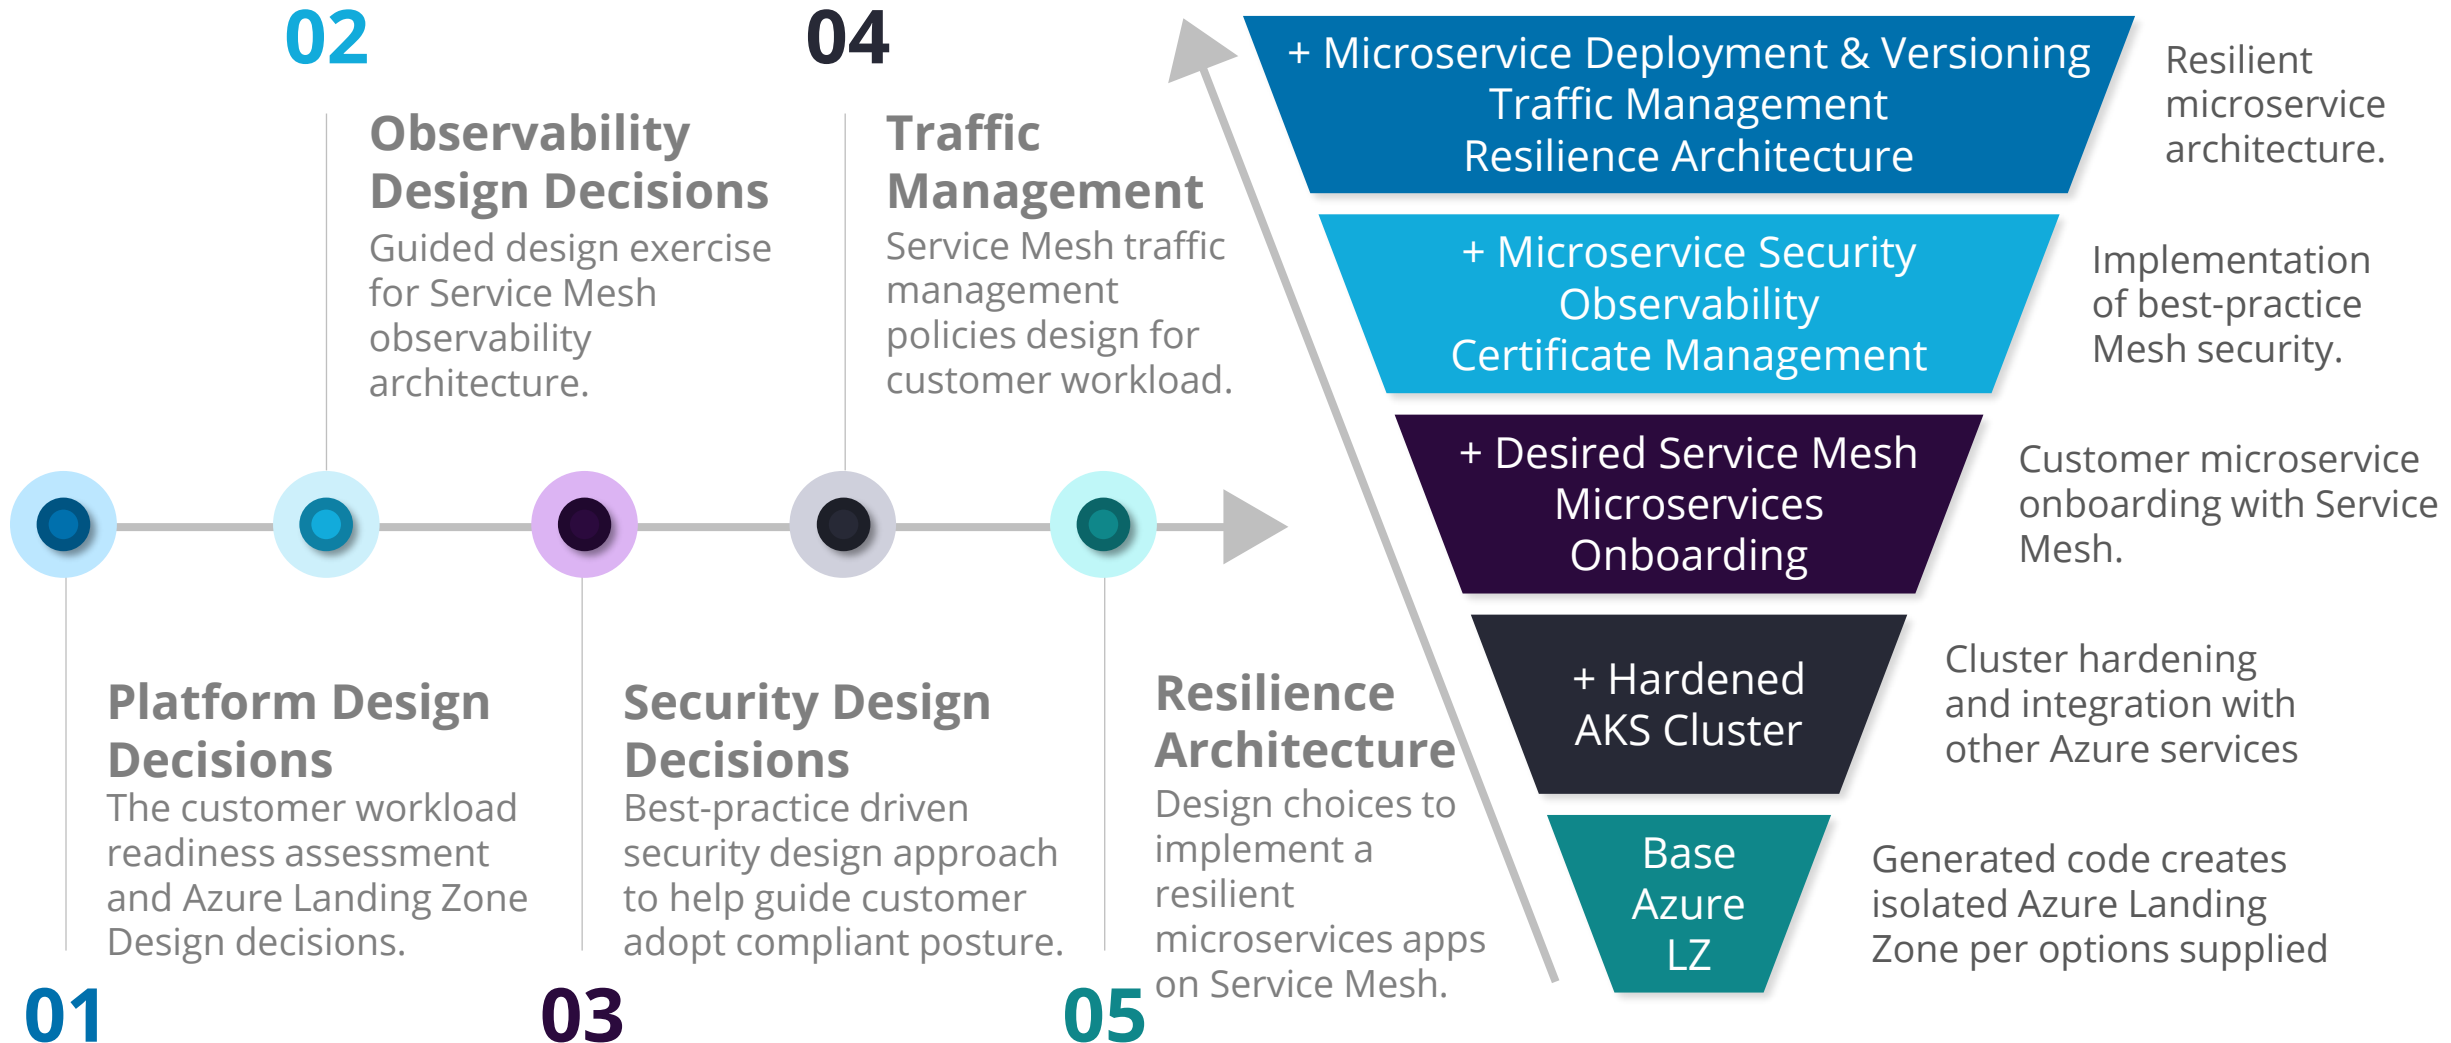 02
Observability
Design Decisions
Guided design exercise
for Service Mesh
observability
architecture.
04
Traffic
Management
Service Mesh traffic
management
policies design for
customer workload.
Platform Design
Decisions
The customer workload
readiness assessment
and Azure Landing Zone
Design decisions.
01
Security Design
Decisions
Best-practice driven
security design approach
to help guide customer
adopt compliant posture.
03
Resilience
Architecture
Design choices to
implement a
resilient
microservices apps
on Service Mesh.
05
+ Microservice Deployment & Versioning
Traffic Management
Resilience Architecture
Resilient
microservice
architecture.
+ Microservice Security
Observability
Certificate Management
Implementation
of best-practice
Mesh security.
+ Desired Service Mesh
Microservices
Onboarding
Customer microservice
onboarding with Service
Mesh.
+ Hardened
AKS Cluster
Cluster hardening
and integration with
other Azure services
Base
Azure
LZ
Generated code creates
isolated Azure Landing
Zone per options supplied